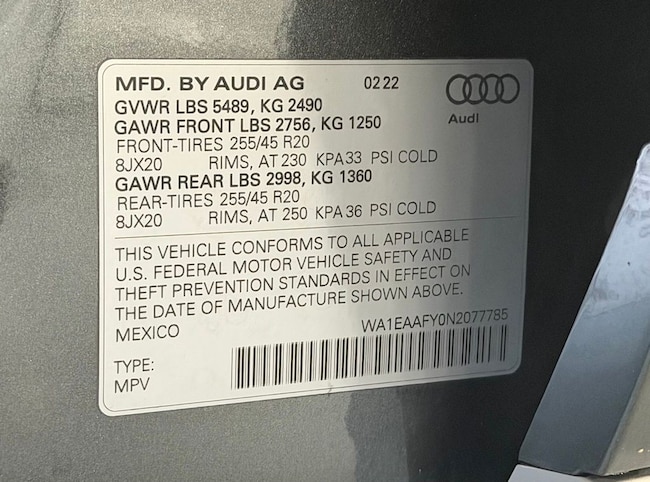 MFD. BY AUDI AG 02 22
Audi
GVWR LBS 5489, KG 2490
GAWR FRONT LBS 2756, KG 1250
FRONT-TIRES 255/45 R20
8JX20 RIMS, AT 230 KPA33 PSI COLD
GAWR REAR LBS 2998, KG 1360
REAR-TIRES 255/45 R20
8JX20 RIMS, AT 250 KPA 36 PSI COLD
THIS VEHICLE CONFORMS TO ALL APPLICABLE
U.S. FEDERAL MOTOR VEHICLE SAFETY AND
THEFT PREVENTION STANDARDS IN EFFECT ON
THE DATE OF MANUFACTURE SHOWN ABOVE.
MEXICO WA1EAAFY0N2077785
TYPE:
MPV